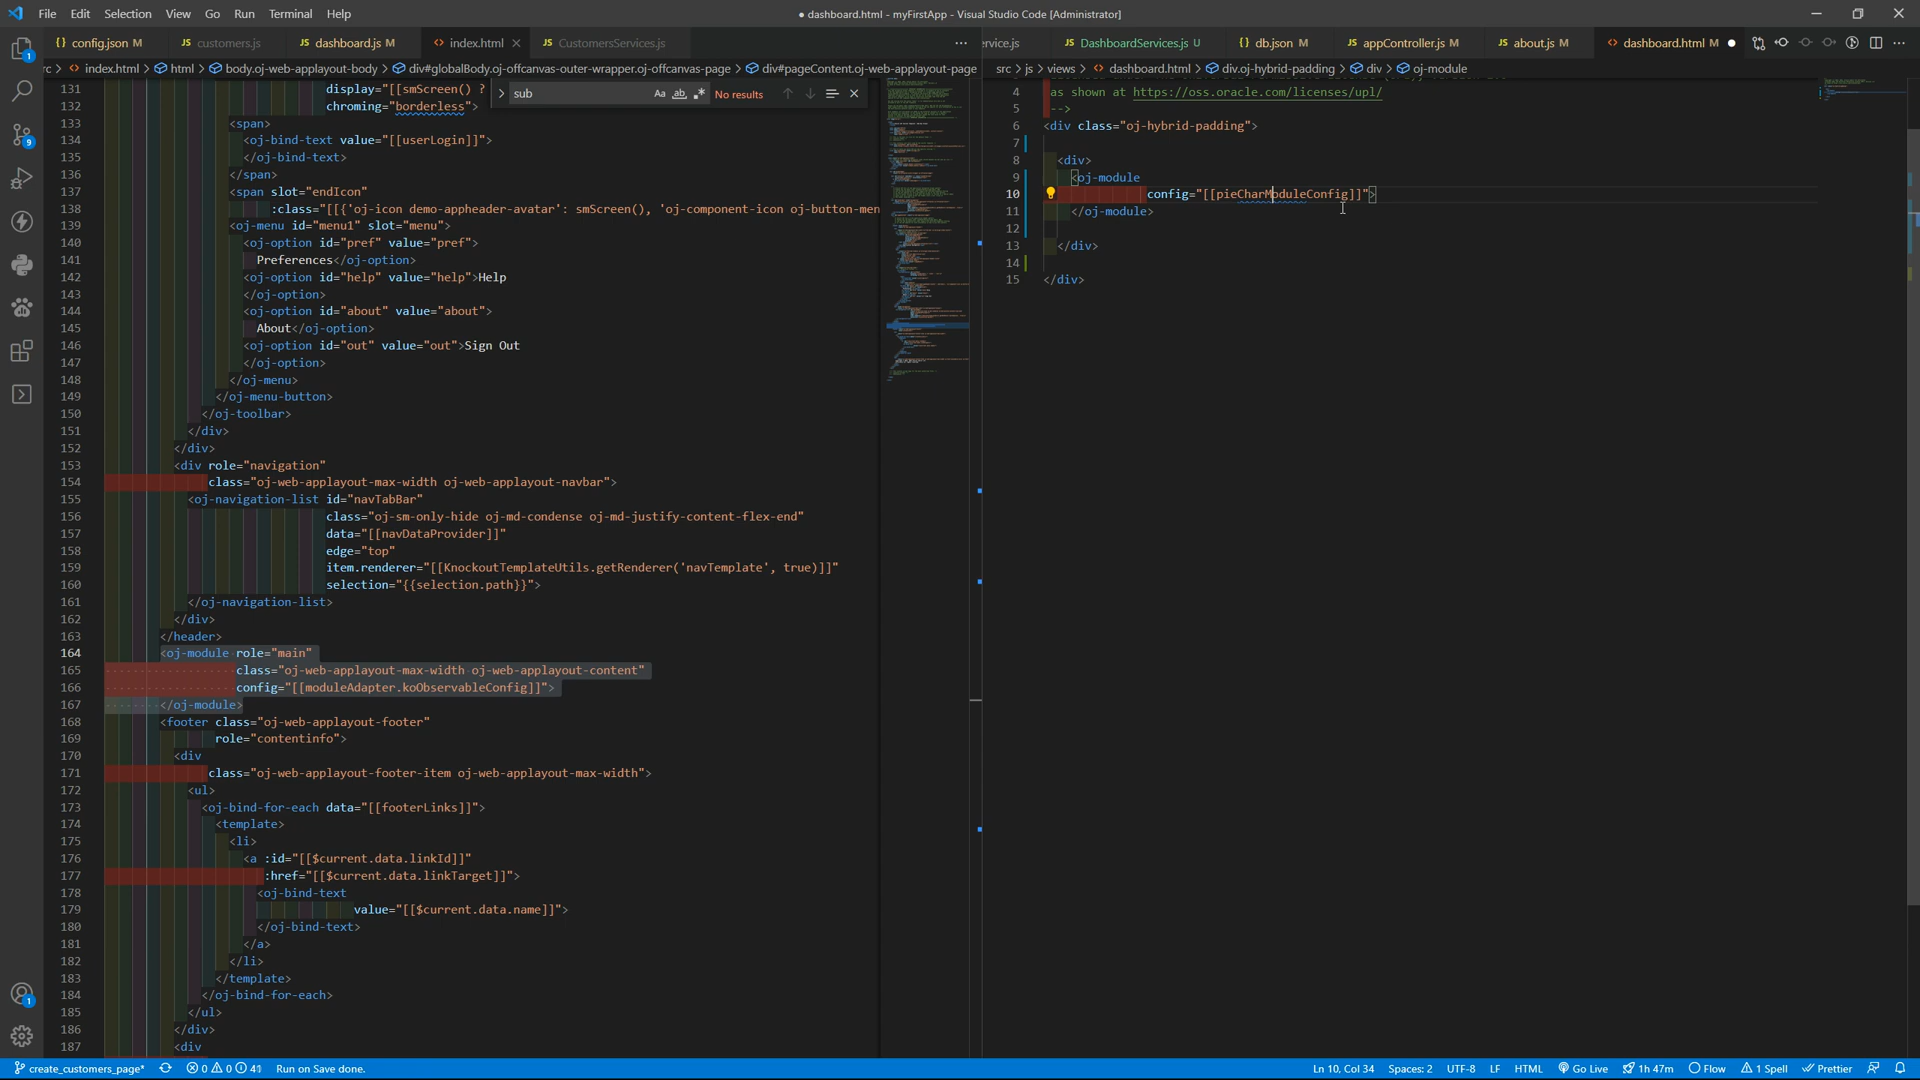 File Edit Selection View Go Run Terminal Help
● dashboard.html - myFirstApp - Visual Studio Code [Administrator]
config.json M customers.js dashboard.js M index.html CustomersServices.js
ervice.js DashboardServices.js U db.json M appController.js M about.js M dashboard.html M
rc > index.html > html > body.oj-web-applayout-body > div#globalBody.oj-offcanvas-outer-wrapper.oj-offcanvas-page > div#pageContent.oj-web-applayout-page
src > js > views > dashboard.html > div.oj-hybrid-padding > div > oj-module
sub
No results
131 display="[[smScreen() ?
132 chroming="borderless">
133 <span>
134 <oj-bind-text value="[[userLogin]]">
135 </oj-bind-text>
136 </span>
137 <span slot="endIcon"
138 :class="[[{'oj-icon demo-appheader-avatar': smScreen(), 'oj-component-icon oj-button-men
139 <oj-menu id="menu1" slot="menu">
140 <oj-option id="pref" value="pref">
141 Preferences</oj-option>
142 <oj-option id="help" value="help">Help
143 </oj-option>
144 <oj-option id="about" value="about">
145 About</oj-option>
146 <oj-option id="out" value="out">Sign Out
147 </oj-option>
148 </oj-menu>
149 </oj-menu-button>
150 </oj-toolbar>
151 </div>
152 </div>
153 <div role="navigation"
154 class="oj-web-applayout-max-width oj-web-applayout-navbar">
155 <oj-navigation-list id="navTabBar"
156 class="oj-sm-only-hide oj-md-condense oj-md-justify-content-flex-end"
157 data="[[navDataProvider]]"
158 edge="top"
159 item.renderer="[[KnockoutTemplateUtils.getRenderer('navTemplate', true)]]"
160 selection="{{selection.path}}">
161 </oj-navigation-list>
162 </div>
163 </header>
164 <oj-module role="main"
165 class="oj-web-applayout-max-width oj-web-applayout-content"
166 config="[[moduleAdapter.koObservableConfig]]">
167 </oj-module>
168 <footer class="oj-web-applayout-footer"
169 role="contentinfo">
170 <div
171 class="oj-web-applayout-footer-item oj-web-applayout-max-width">
172 <ul>
173 <oj-bind-for-each data="[[footerLinks]]">
174 <template>
175 <li>
176 <a :id="[[$current.data.linkId]]"
177 :href="[[$current.data.linkTarget]]">
178 <oj-bind-text
179 value="[[$current.data.name]]">
180 </oj-bind-text>
181 </a>
182 </li>
183 </template>
184 </oj-bind-for-each>
185 </ul>
186 </div>
187 <div
4 as shown at https://oss.oracle.com/licenses/upl/
5 -->
6 <div class="oj-hybrid-padding">
7
8 <div>
9 <oj-module
10 config="[[pieCharModuleConfig]]">
11 </oj-module>
12
13 </div>
14
15 </div>
create_customers_page* 0 0 41 Run on Save done.
Ln 10, Col 34 Spaces: 2 UTF-8 LF HTML Go Live 1h 47m Flow 1 Spell Prettier